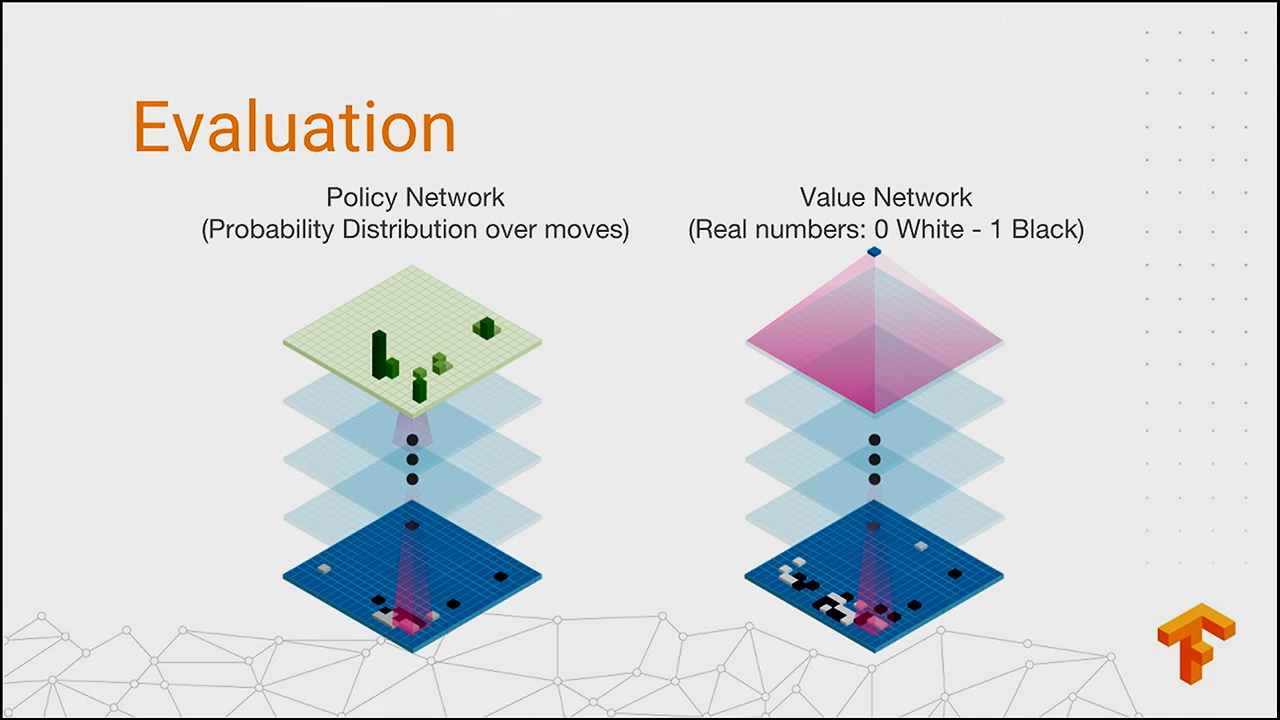 Evaluation
Policy Network
(Probability Distribution over moves)
Value Network
(Real numbers: 0 White - 1 Black)